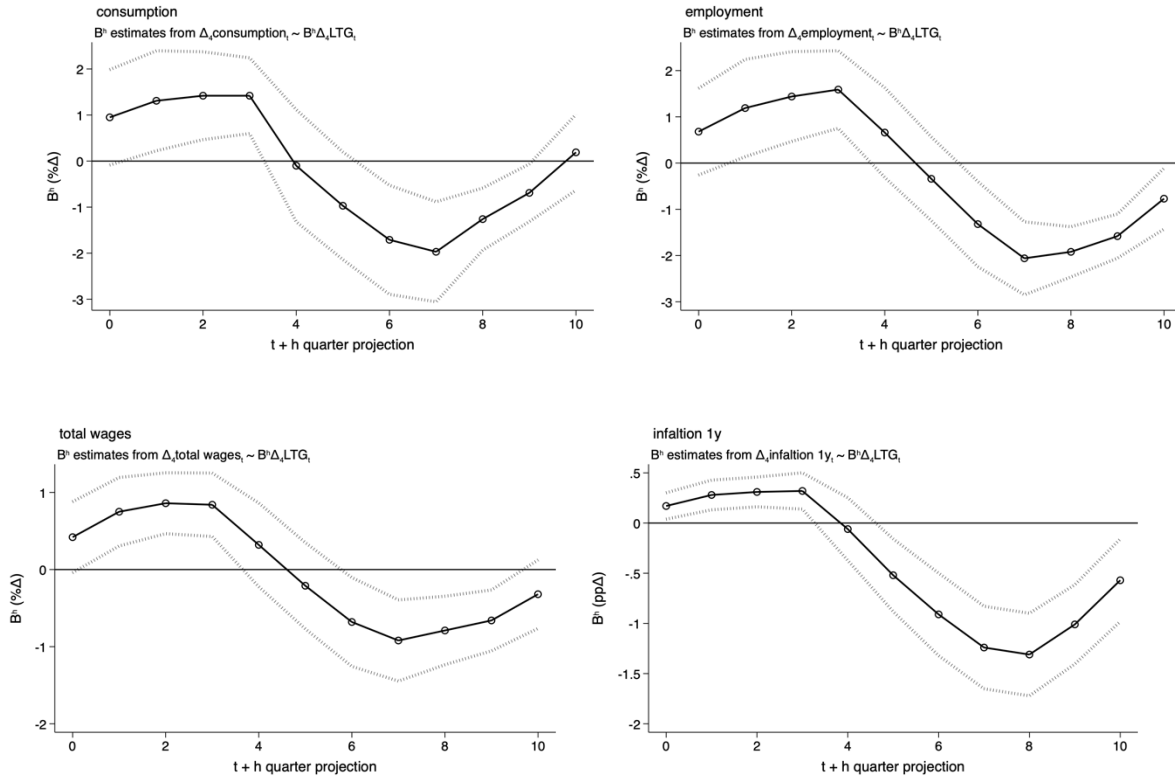 consumption
Bʰ estimates from Δ₄consumptionₜ ~ BʰΔ₄LTGₜ
Bʰ (%Δ)
2
1
0
-1
-2
-3
0 2 4 6 8 10
t + h quarter projection
employment
Bʰ estimates from Δ₄employmentₜ ~ BʰΔ₄LTGₜ
Bʰ (%Δ)
2
1
0
-1
-2
-3
0 2 4 6 8 10
t + h quarter projection
total wages
Bʰ estimates from Δ₄total wagesₜ ~ BʰΔ₄LTGₜ
Bʰ (%Δ)
1
0
-1
-2
0 2 4 6 8 10
t + h quarter projection
infaltion 1y
Bʰ estimates from Δ₄infaltion 1yₜ ~ BʰΔ₄LTGₜ
Bʰ (ppΔ)
.5
0
-.5
-1
-1.5
-2
0 2 4 6 8 10
t + h quarter projection